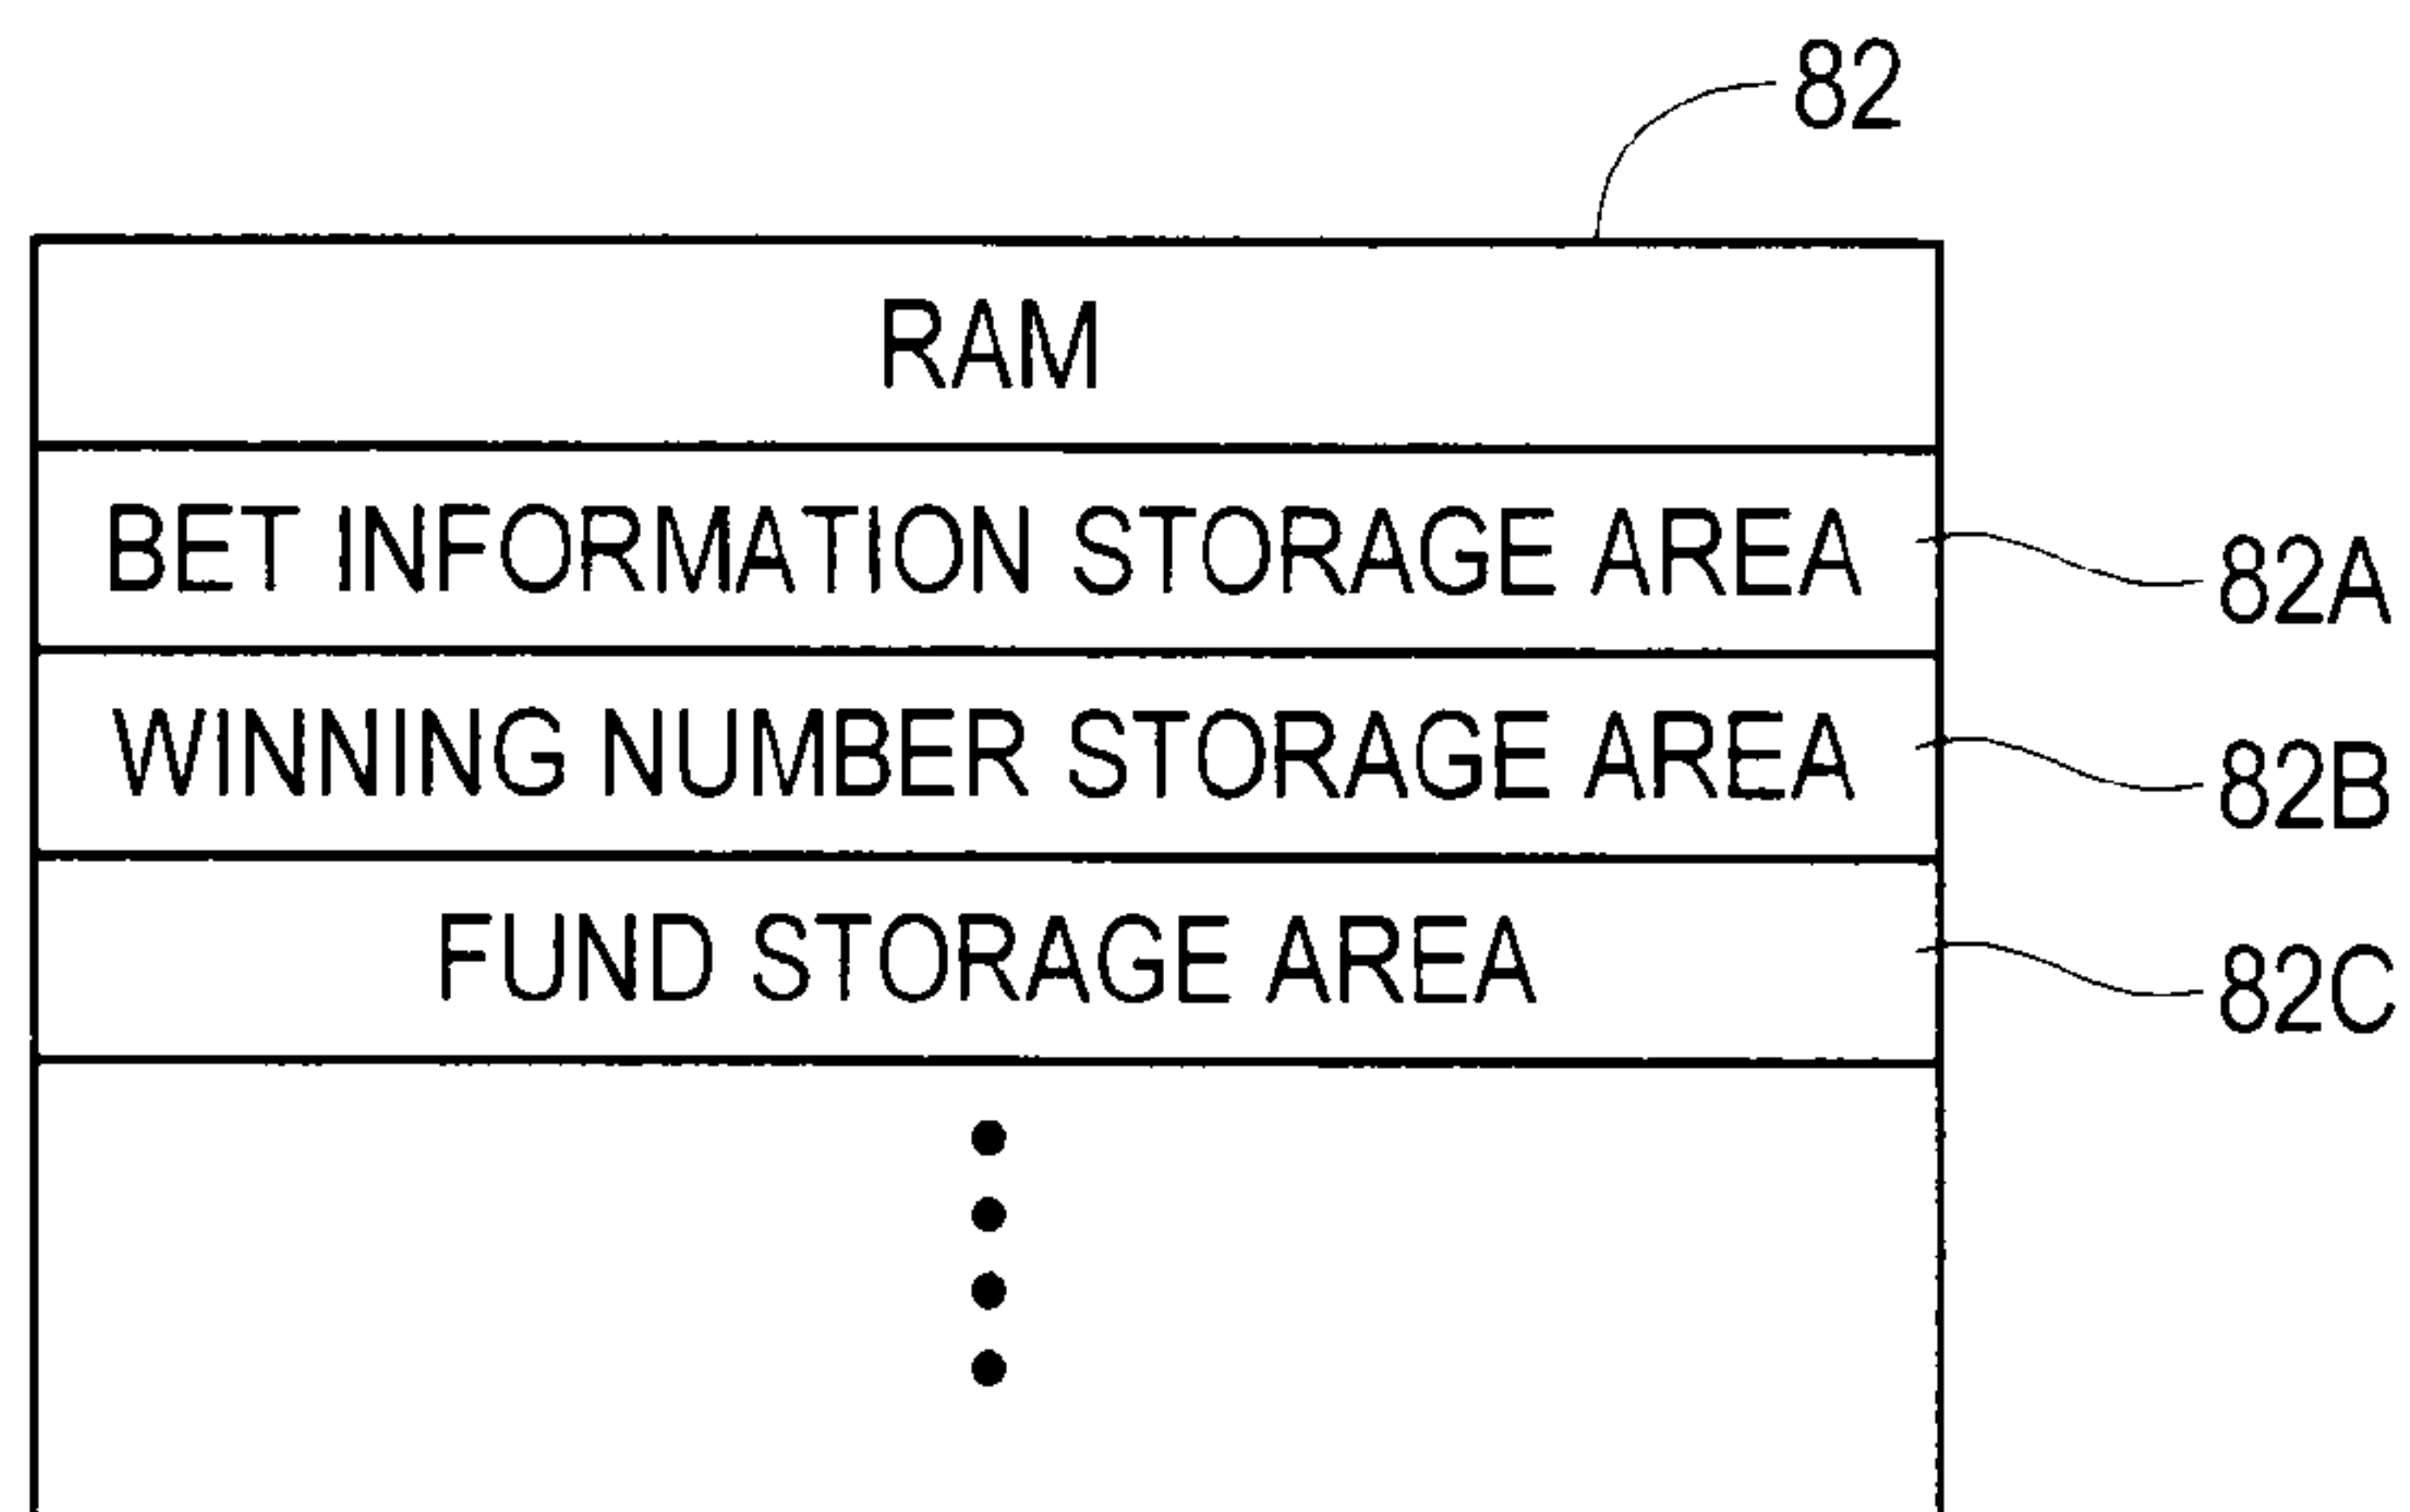 82
RAM
BET INFORMATION STORAGE AREA
82A
WINNING NUMBER STORAGE AREA
82B
FUND STORAGE AREA
82C